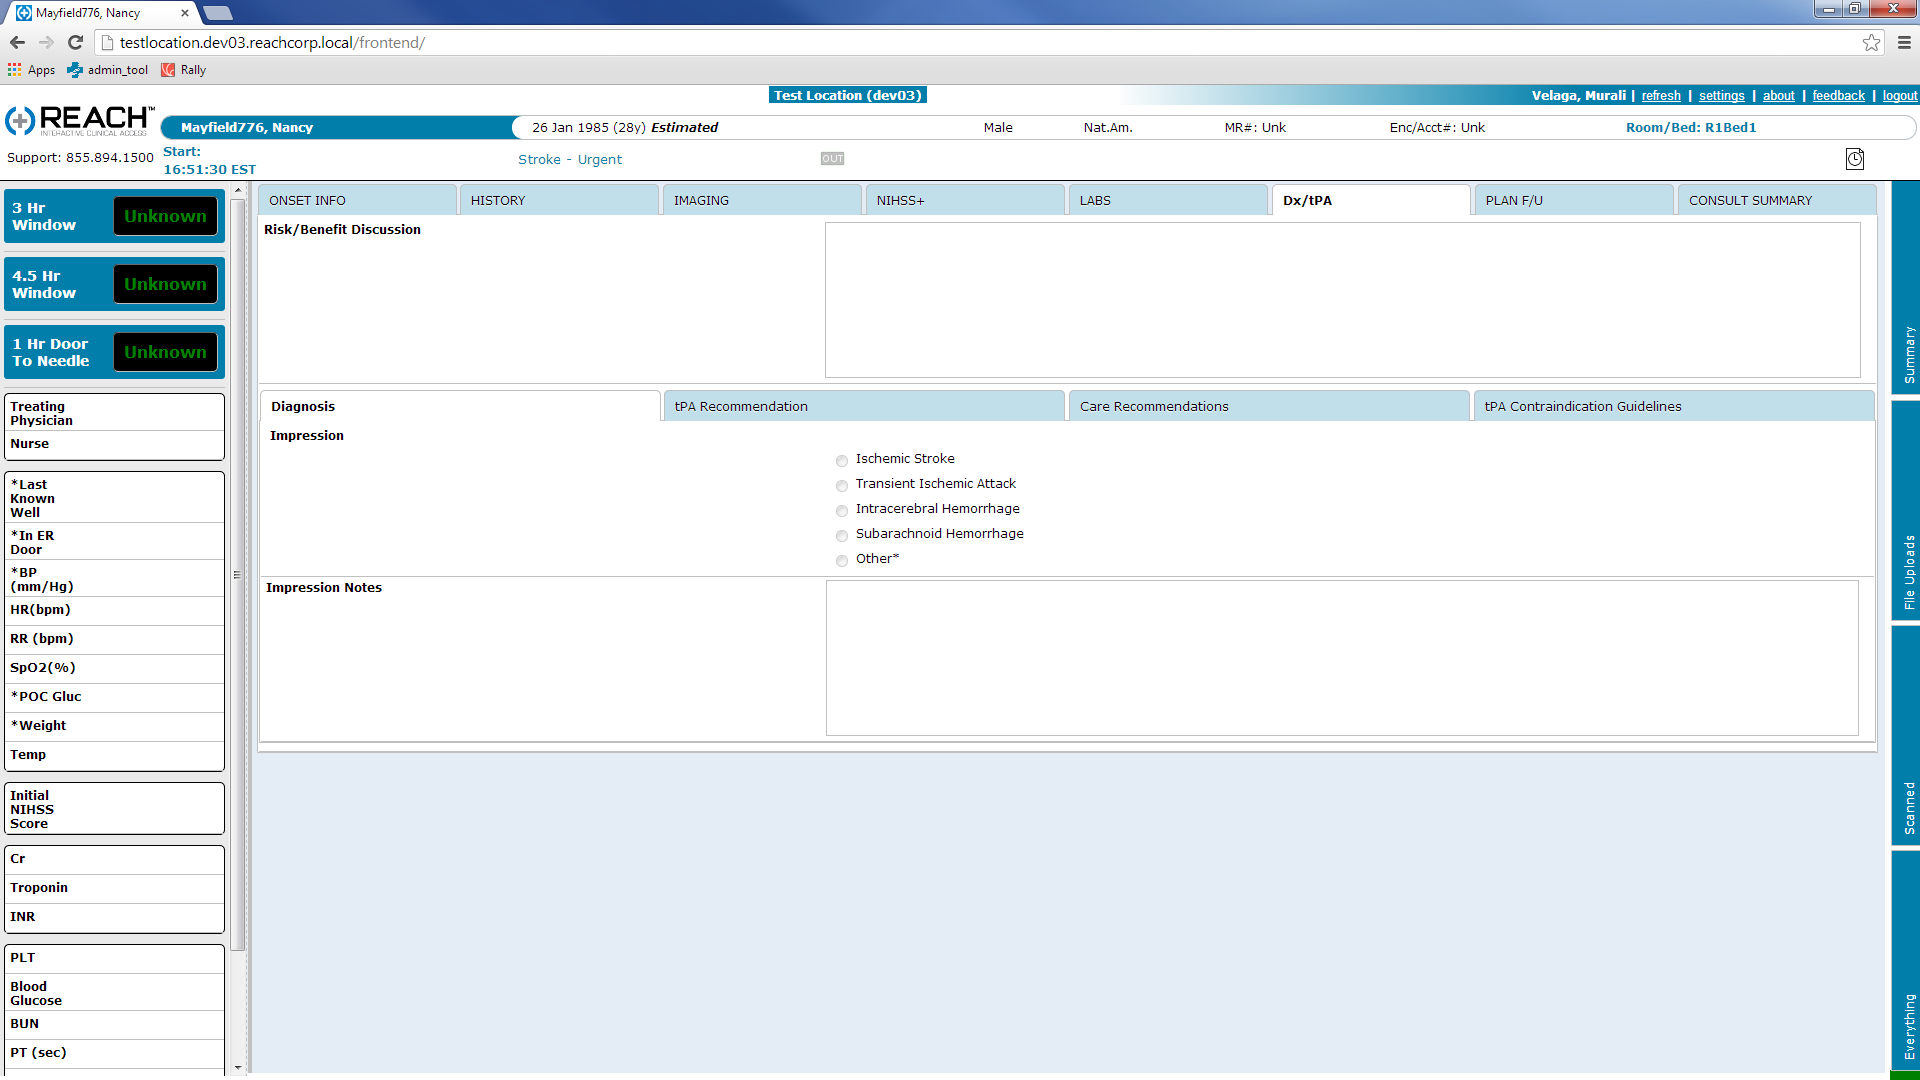 Mayfield776, Nancy
testlocation.dev03.reachcorp.local/frontend/
Apps admin_tool Rally
Test Location (dev03)
Velaga, Murali | refresh | settings | about | feedback | logout
REACH™
INTERACTIVE CLINICAL ACCESS
Mayfield776, Nancy 26 Jan 1985 (28y) Estimated Male Nat.Am. MR#: Unk Enc/Acct#: Unk Room/Bed: R1Bed1
Support: 855.894.1500
Start:
16:51:30 EST
Stroke - Urgent
OUT
3 Hr
Window
Unknown
4.5 Hr
Window
Unknown
1 Hr Door
To Needle
Unknown
Treating
Physician
Nurse
*Last
Known
Well
*In ER
Door
*BP
(mm/Hg)
HR(bpm)
RR (bpm)
SpO2(%)
*POC Gluc
*Weight
Temp
Initial
NIHSS
Score
Cr
Troponin
INR
PLT
Blood
Glucose
BUN
PT (sec)
ONSET INFO HISTORY IMAGING NIHSS+ LABS Dx/tPA PLAN F/U CONSULT SUMMARY
Risk/Benefit Discussion
Diagnosis tPA Recommendation Care Recommendations tPA Contraindication Guidelines
Impression
Ischemic Stroke
Transient Ischemic Attack
Intracerebral Hemorrhage
Subarachnoid Hemorrhage
Other*
Impression Notes
Summary
File Uploads
Scanned
Everything